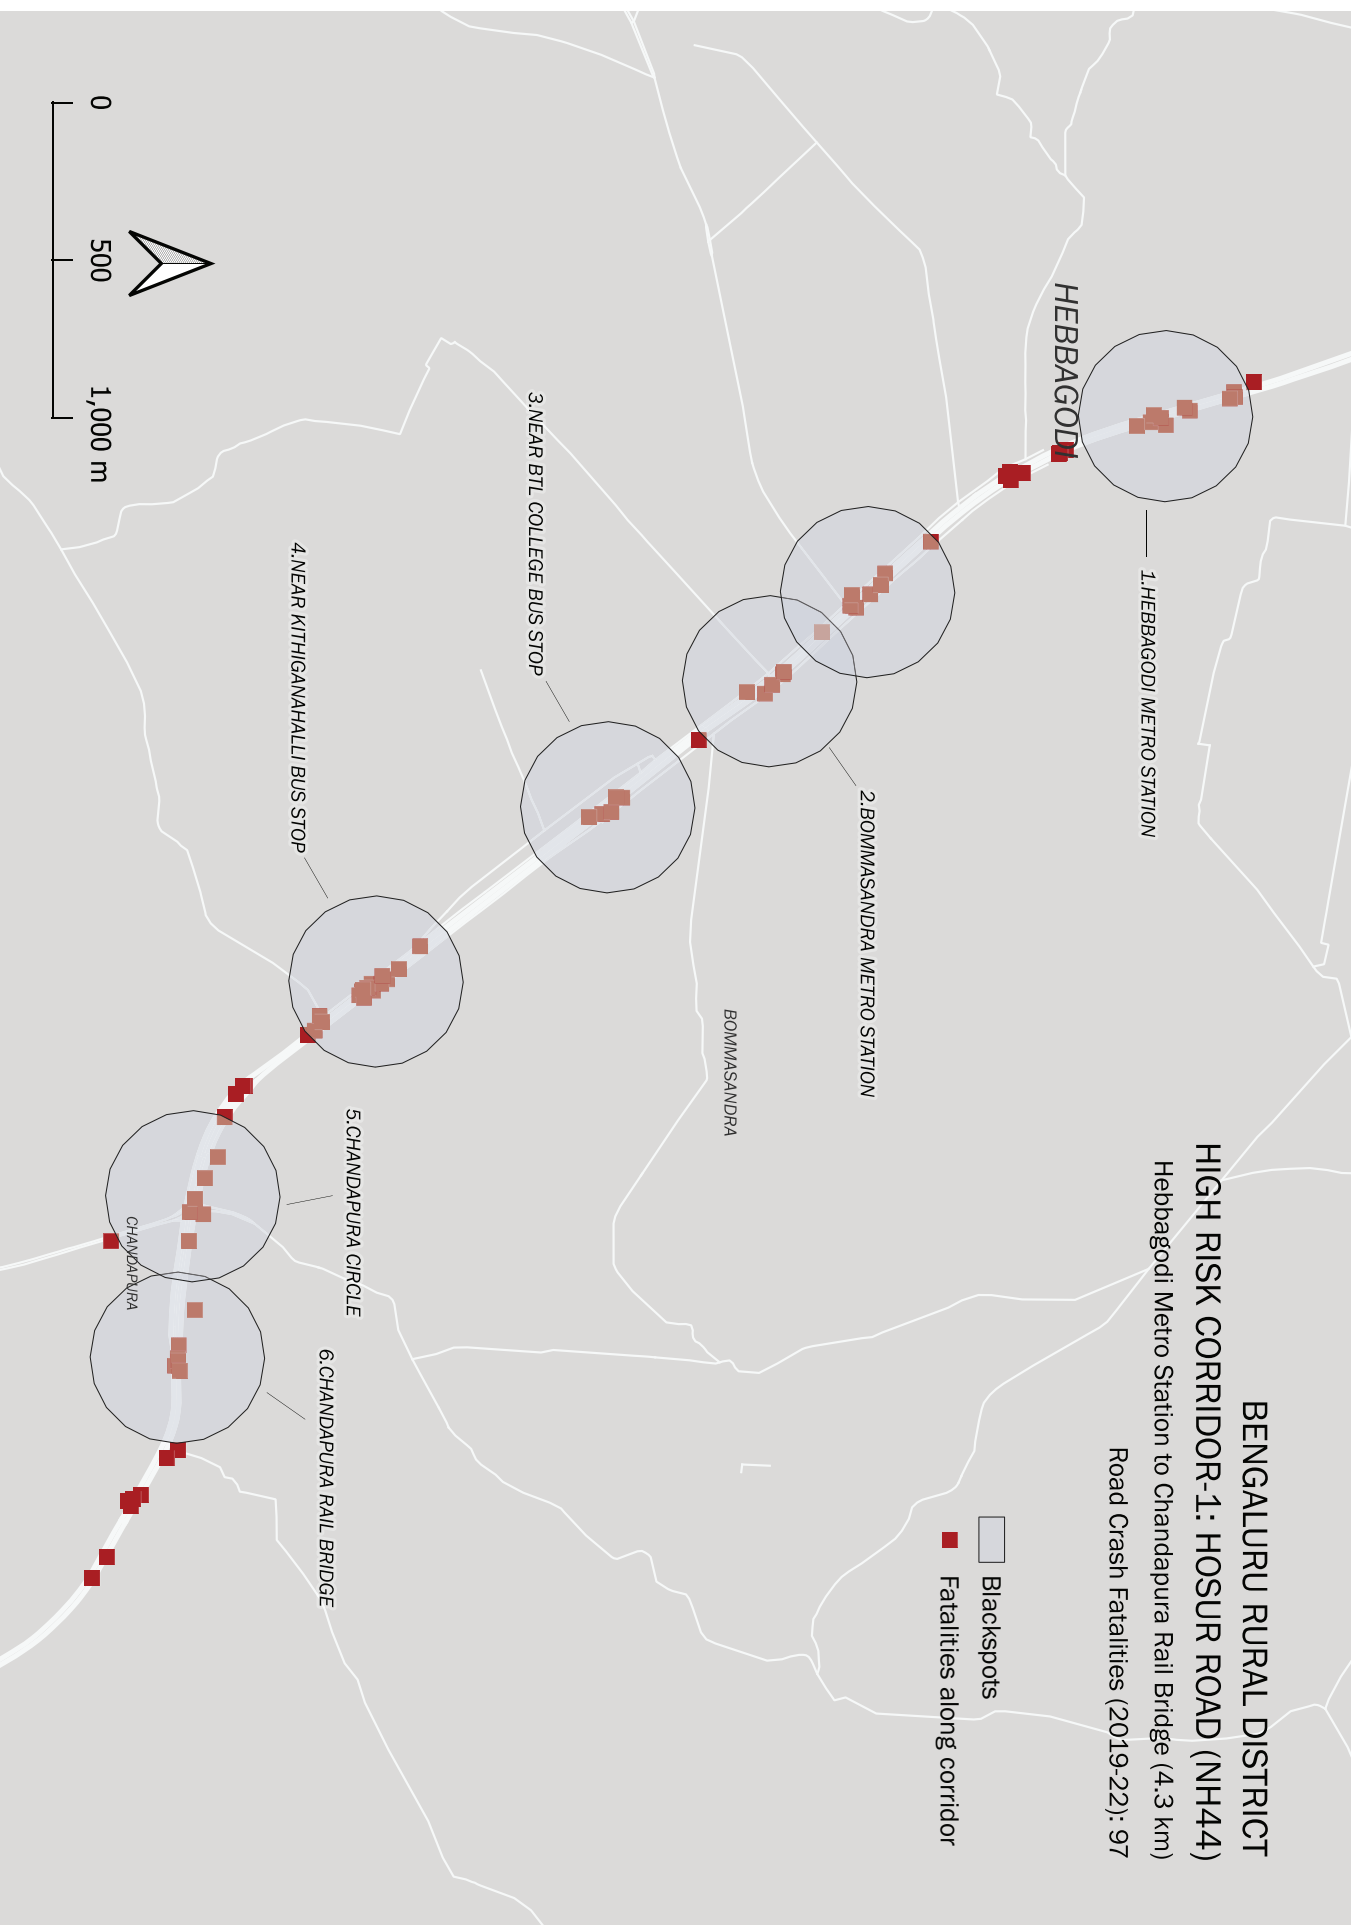 BENGALURU RURAL DISTRICT
HIGH RISK CORRIDOR-1: HOSUR ROAD (NH44)
Hebbagodi Metro Station to Chandapura Rail Bridge (4.3 km)
Road Crash Fatalities (2019-22): 97
Blackspots
Fatalities along corridor
1.HEBBAGODI METRO STATION
HEBBAGODI
2.BOMMASANDRA METRO STATION
BOMMASANDRA
3.NEAR BTL COLLEGE BUS STOP
4.NEAR KITHIGANAHALLI BUS STOP
5.CHANDAPURA CIRCLE
6.CHANDAPURA RAIL BRIDGE
CHANDAPURA
0 500 1,000 m